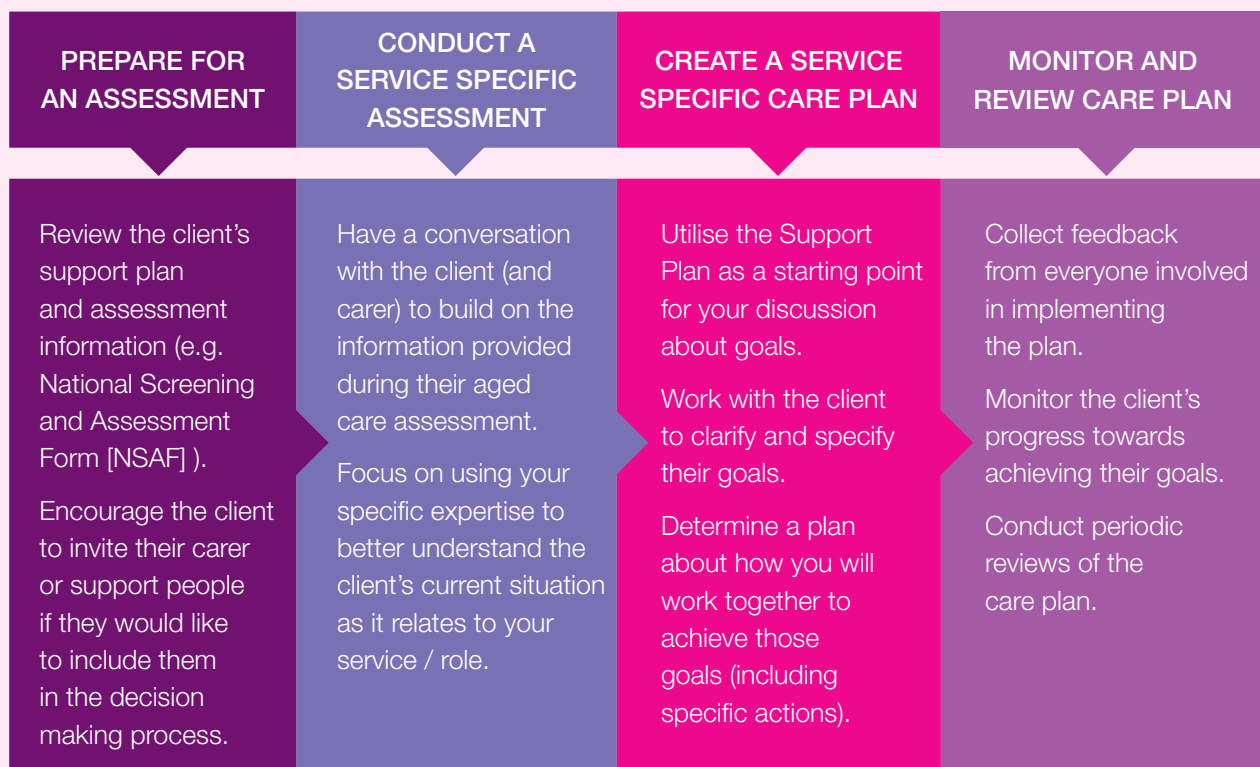 PREPARE FOR
AN ASSESSMENT
Review the client's
support plan
and assessment
information (e.g.
National Screening
and Assessment
Form [NSAF] ).
Encourage the client
to invite their carer
or support people
if they would like
to include them
in the decision
making process.
CONDUCT A
SERVICE SPECIFIC
ASSESSMENT
Have a conversation
with the client (and
carer) to build on the
information provided
during their aged
care assessment.
Focus on using your
specific expertise to
better understand the
client's current situation
as it relates to your
service / role.
CREATE A SERVICE
SPECIFIC CARE PLAN
Utilise the Support
Plan as a starting point
for your discussion
about goals.
Work with the client
to clarify and specify
their goals.
Determine a plan
about how you will
work together to
achieve those
goals (including
specific actions).
MONITOR AND
REVIEW CARE PLAN
Collect feedback
from everyone involved
in implementing
the plan.
Monitor the client's
progress towards
achieving their goals.
Conduct periodic
reviews of the
care plan.